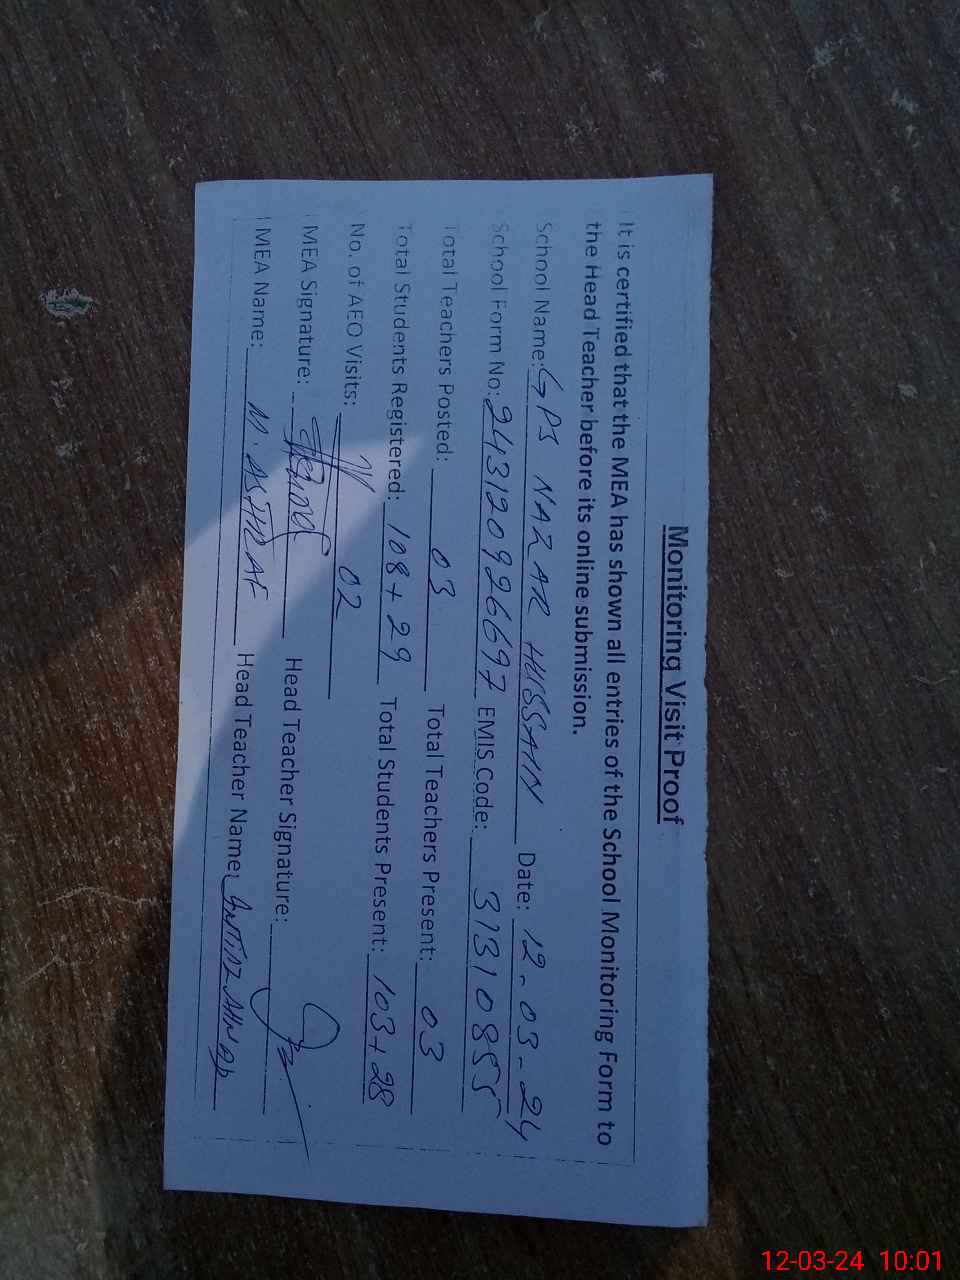 Monitoring Visit Proof
It is certified that the MEA has shown all entries of the School Monitoring Form to
the Head Teacher before its online submission.
School Name: GPS NAZAR HUSSAIN Date: 12-03-24
School Form No: 2431209926697 EMIS Code: 31310855
Total Teachers Posted: 03 Total Teachers Present: 03
Total Students Registered: 108+29 Total Students Present: 103+28
No. of AEO Visits: 02
MEA Signature: Head Teacher Signature:
MEA Name: M. ASHRAF Head Teacher Name:
12-03-24 10:01